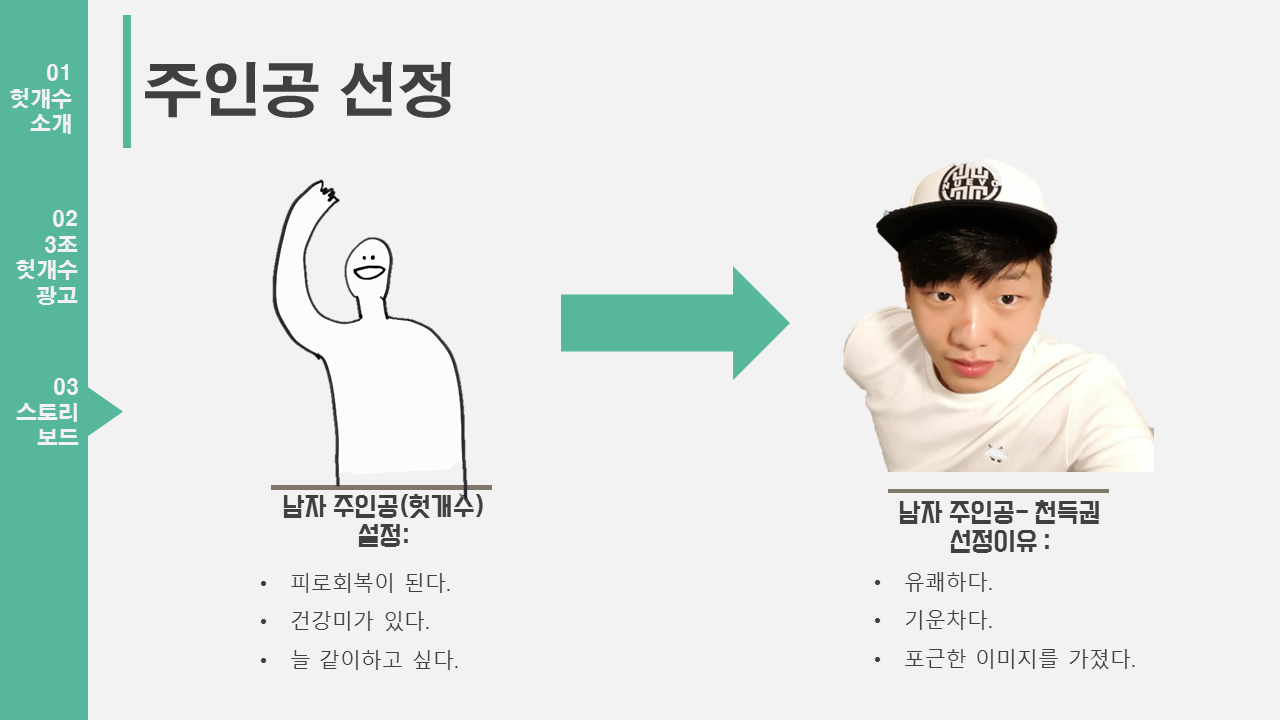 01
헛개수
소개
02
3조
헛개수
광고
03
스토리
보드
주인공 선정
NUEVO
남자 주인공(헛개수)
설정:
• 피로회복이 된다.
• 건강미가 있다.
• 늘 같이하고 싶다.
남자 주인공- 천득권
선정이유 :
• 유쾌하다.
• 기운차다.
• 포근한 이미지를 가졌다.